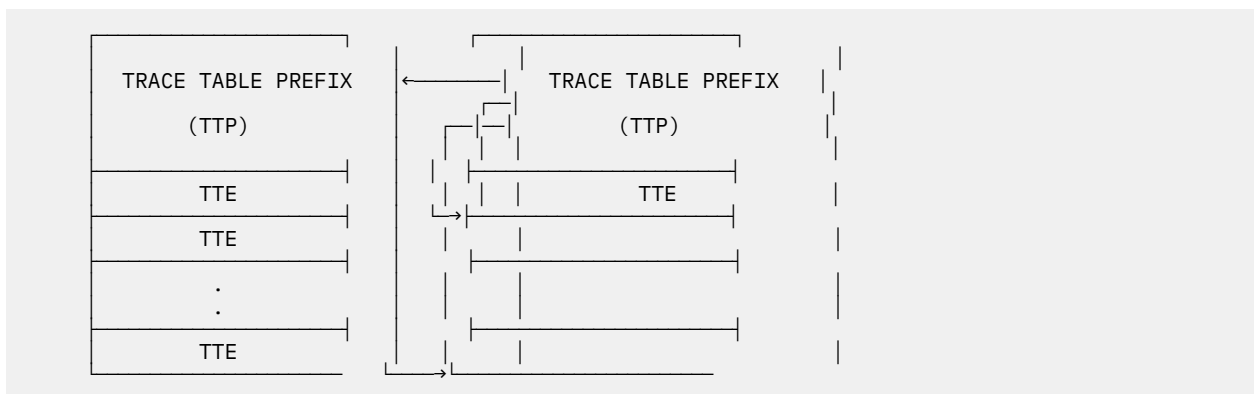 TRACE TABLE PREFIX TRACE TABLE PREFIX
(TTP) (TTP)
TTE TTE
TTE
.
.
TTE